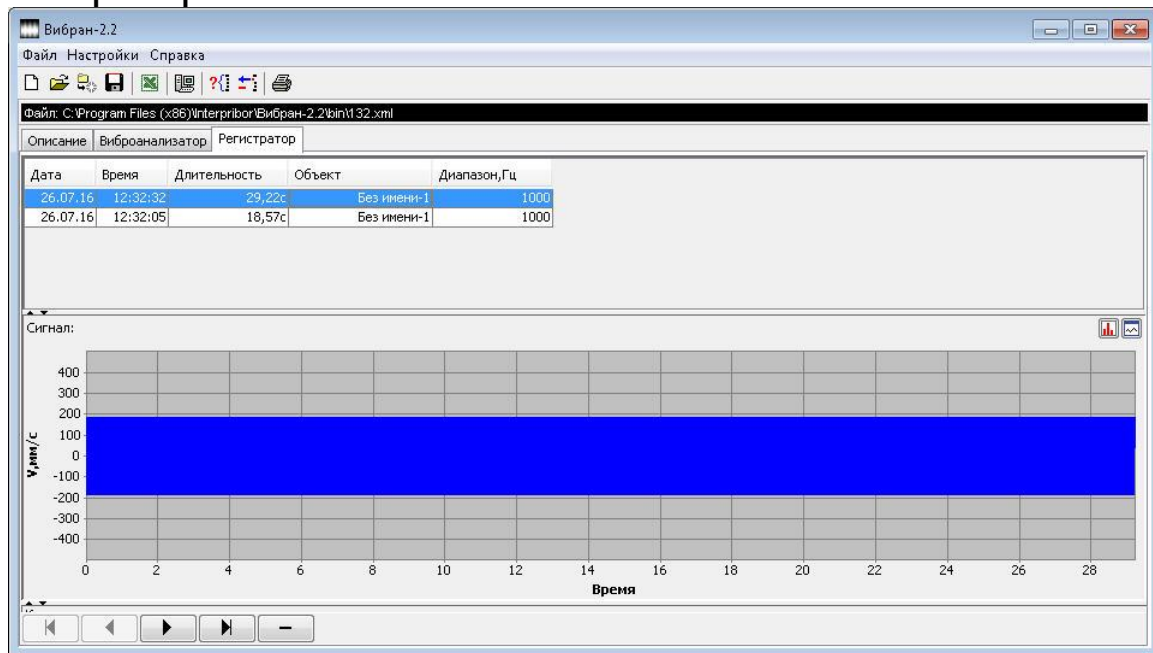 Вибран-2.2
Файл Настройки Справка
Файл: C:\Program Files (x86)\Interpribor\Вибран-2.2\bin\132.xml
Описание Виброанализатор Регистратор
Дата Время Длительность Объект Диапазон,Гц
26.07.16 12:32:32 29,22с Без имени-1 1000
26.07.16 12:32:05 18,57с Без имени-1 1000
Сигнал:
400
300
200
100
0
-100
-200
-300
-400
V,мм/с
0 2 4 6 8 10 12 14 16 18 20 22 24 26 28
Время